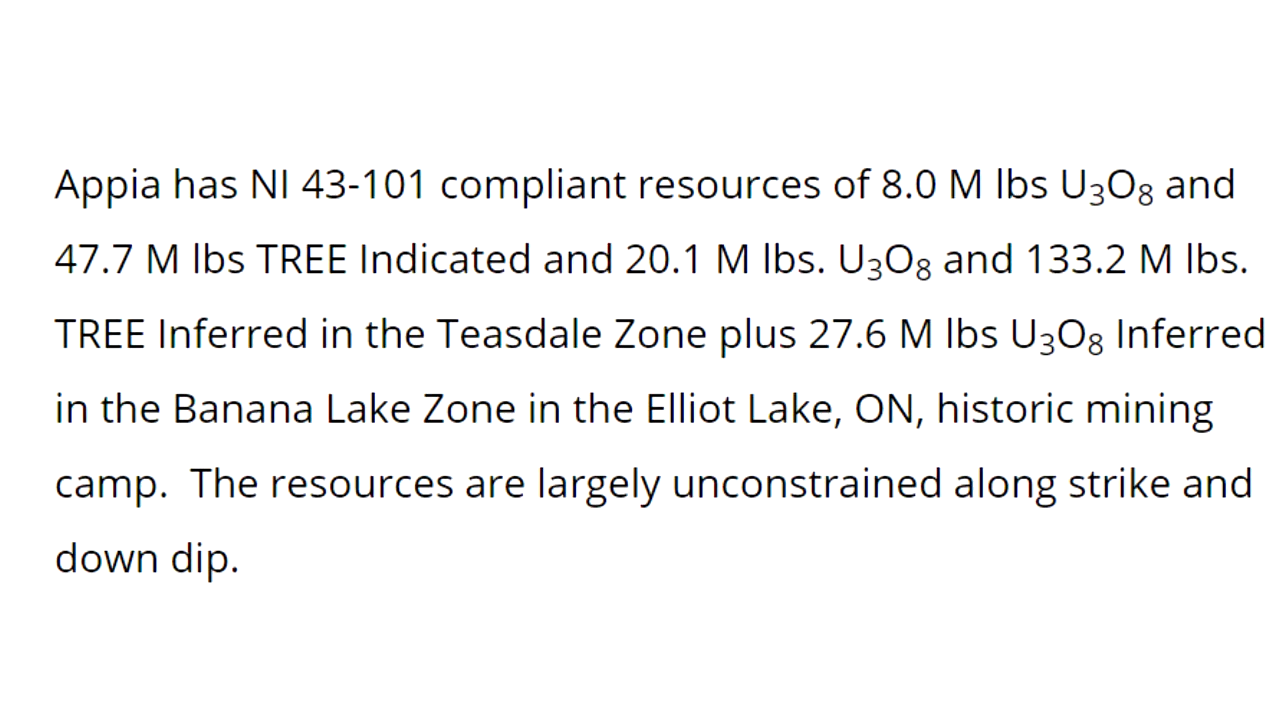 Appia has NI 43-101 compliant resources of 8.0 M lbs U₃O₈ and
47.7 M lbs TREE Indicated and 20.1 M lbs. U₃O₈ and 133.2 M lbs.
TREE Inferred in the Teasdale Zone plus 27.6 M lbs U₃O₈ Inferred
in the Banana Lake Zone in the Elliot Lake, ON, historic mining
camp.  The resources are largely unconstrained along strike and
down dip.